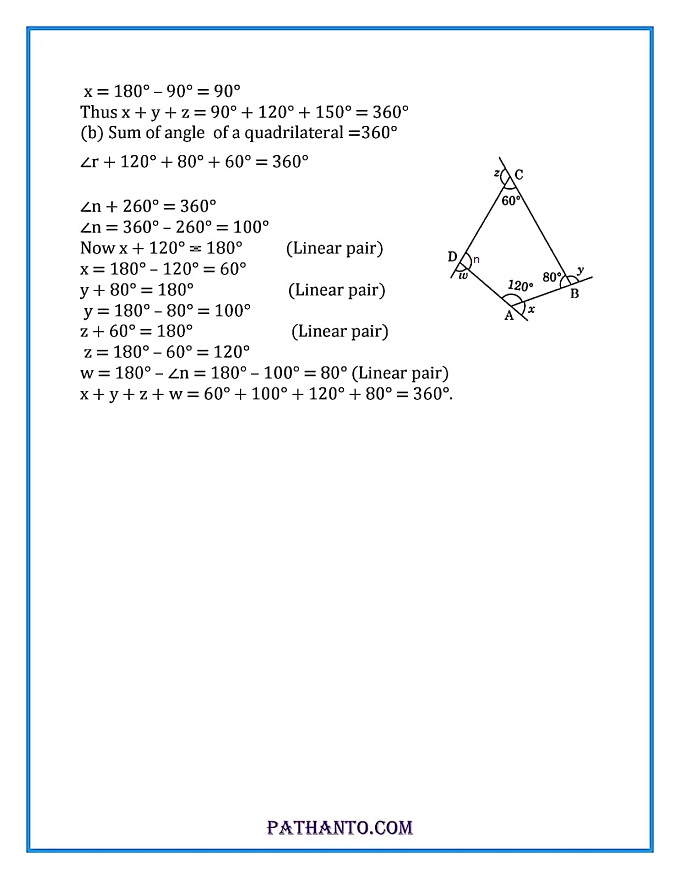 x = 180° – 90° = 90°
Thus x + y + z = 90° + 120° + 150° = 360°
(b) Sum of angle of a quadrilateral =360°
∠r + 120° + 80° + 60° = 360°
∠n + 260° = 360°
∠n = 360° – 260° = 100°
Now x + 120° = 180° (Linear pair)
x = 180° – 120° = 60°
y + 80° = 180° (Linear pair)
y = 180° – 80° = 100°
z + 60° = 180° (Linear pair)
z = 180° – 60° = 120°
w = 180° – ∠n = 180° – 100° = 80° (Linear pair)
x + y + z + w = 60° + 100° + 120° + 80° = 360°.
z C
60°
D n
w
80° y
120° B
A x
PATHANTO.COM